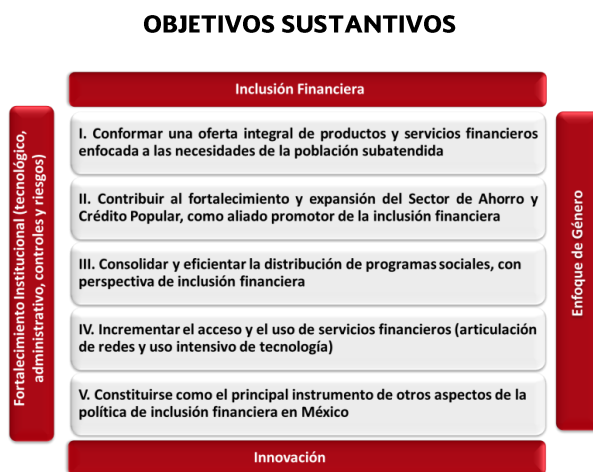 OBJETIVOS SUSTANTIVOS
Inclusión Financiera
Fortalecimiento Institucional (tecnológico,
administrativo, controles y riesgos)
I. Conformar una oferta integral de productos y servicios financieros
enfocada a las necesidades de la población subatendida
II. Contribuir al fortalecimiento y expansión del Sector de Ahorro y
Crédito Popular, como aliado promotor de la inclusión financiera
III. Consolidar y eficientar la distribución de programas sociales, con
perspectiva de inclusión financiera
IV. Incrementar el acceso y el uso de servicios financieros (articulación
de redes y uso intensivo de tecnología)
V. Constituirse como el principal instrumento de otros aspectos de la
política de inclusión financiera en México
Enfoque de Género
Innovación